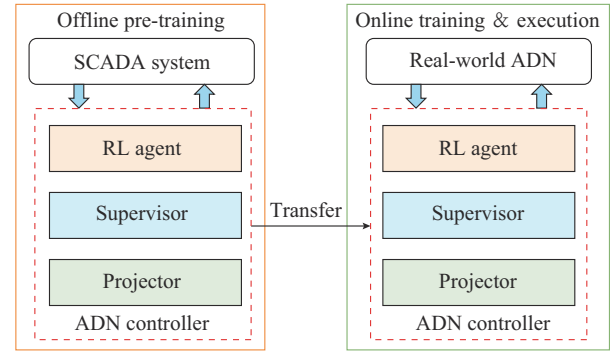 Offline pre-training
SCADA system
RL agent
Supervisor
Projector
ADN controller
Transfer
Online training & execution
Real-world ADN
RL agent
Supervisor
Projector
ADN controller